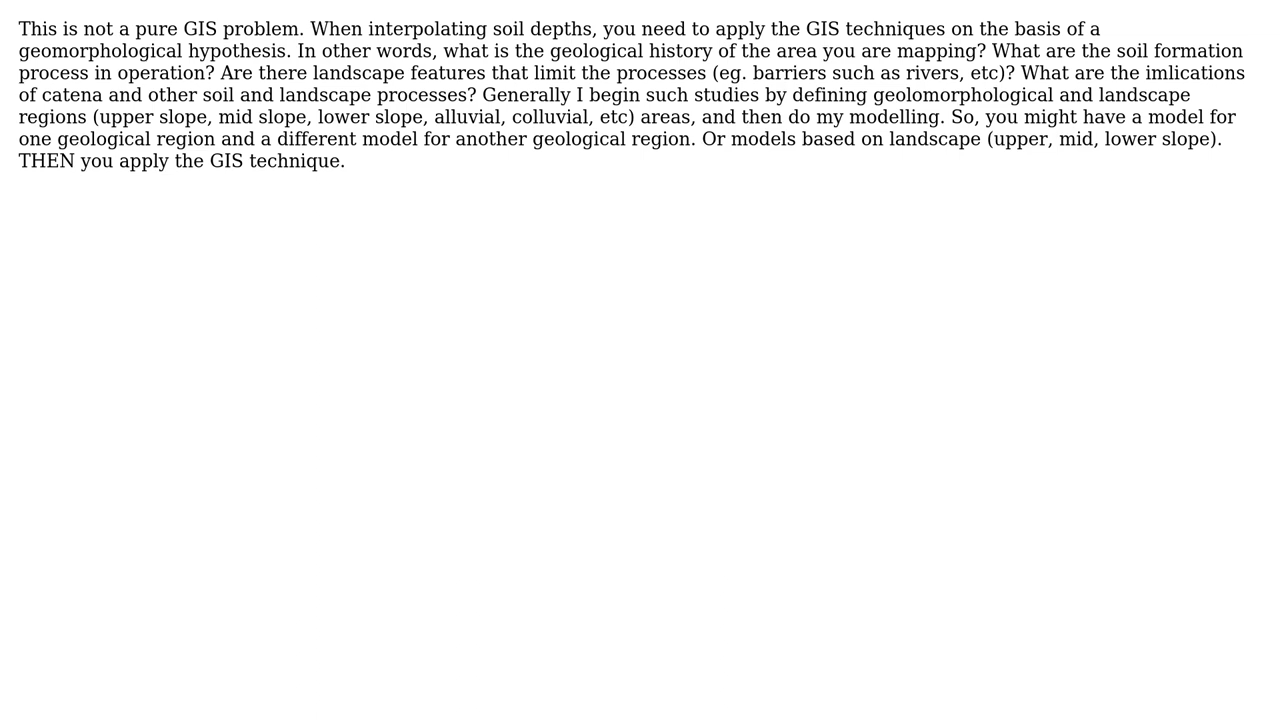 This is not a pure GIS problem. When interpolating soil depths, you need to apply the GIS techniques on the basis of a
geomorphological hypothesis. In other words, what is the geological history of the area you are mapping? What are the soil formation
process in operation? Are there landscape features that limit the processes (eg. barriers such as rivers, etc)? What are the imlications
of catena and other soil and landscape processes? Generally I begin such studies by defining geolomorphological and landscape
regions (upper slope, mid slope, lower slope, alluvial, colluvial, etc) areas, and then do my modelling. So, you might have a model for
one geological region and a different model for another geological region. Or models based on landscape (upper, mid, lower slope).
THEN you apply the GIS technique.